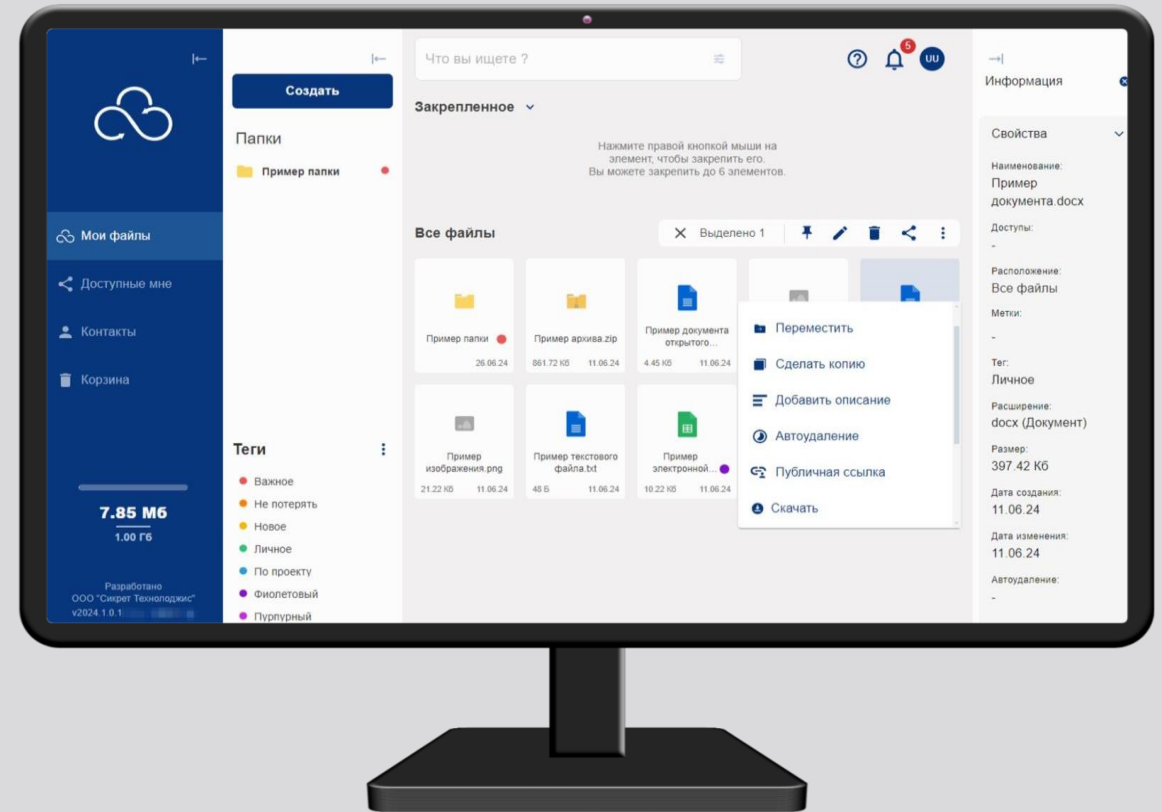 Мои файлы
Доступные мне
Контакты
Корзина
7.85 Мб
1.00 Гб
Разработано
ООО "Сикрет Технолоджис"
v2024.1.0.1
Создать
Папки
Пример папки
Теги
Важное
Не потерять
Новое
Личное
По проекту
Фиолетовый
Пурпурный
Что вы ищете ?
5
UU
Закрепленное
Нажмите правой кнопкой мыши на
элемент, чтобы закрепить его.
Вы можете закрепить до 6 элементов.
Все файлы
Выделено 1
Пример папки
26.06.24
Пример архива.zip
861.72 Кб 11.06.24
Пример документа
открытого...
4.45 Кб 11.06.24
Пример
изображения.png
21.22 Кб 11.06.24
Пример текстового
файла.txt
48 Б 11.06.24
Пример
электронной...
10.22 Кб 11.06.24
Переместить
Сделать копию
Добавить описание
Автоудаление
Публичная ссылка
Скачать
Информация
Свойства
Наименование:
Пример
документа.docx
Доступы:
-
Расположение:
Все файлы
Метки:
-
Тег:
Личное
Расширение:
docx (Документ)
Размер:
397.42 Кб
Дата создания:
11.06.24
Дата изменения:
11.06.24
Автоудаление:
-